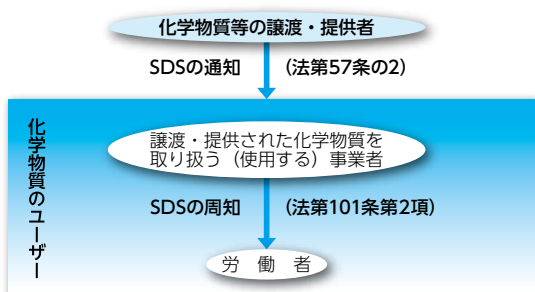 化学物質等の譲渡・提供者
SDSの通知 （法第57条の2）
化学物質のユーザー
譲渡・提供された化学物質を
取り扱う（使用する）事業者
SDSの周知 （法第101条第2項）
労 働 者